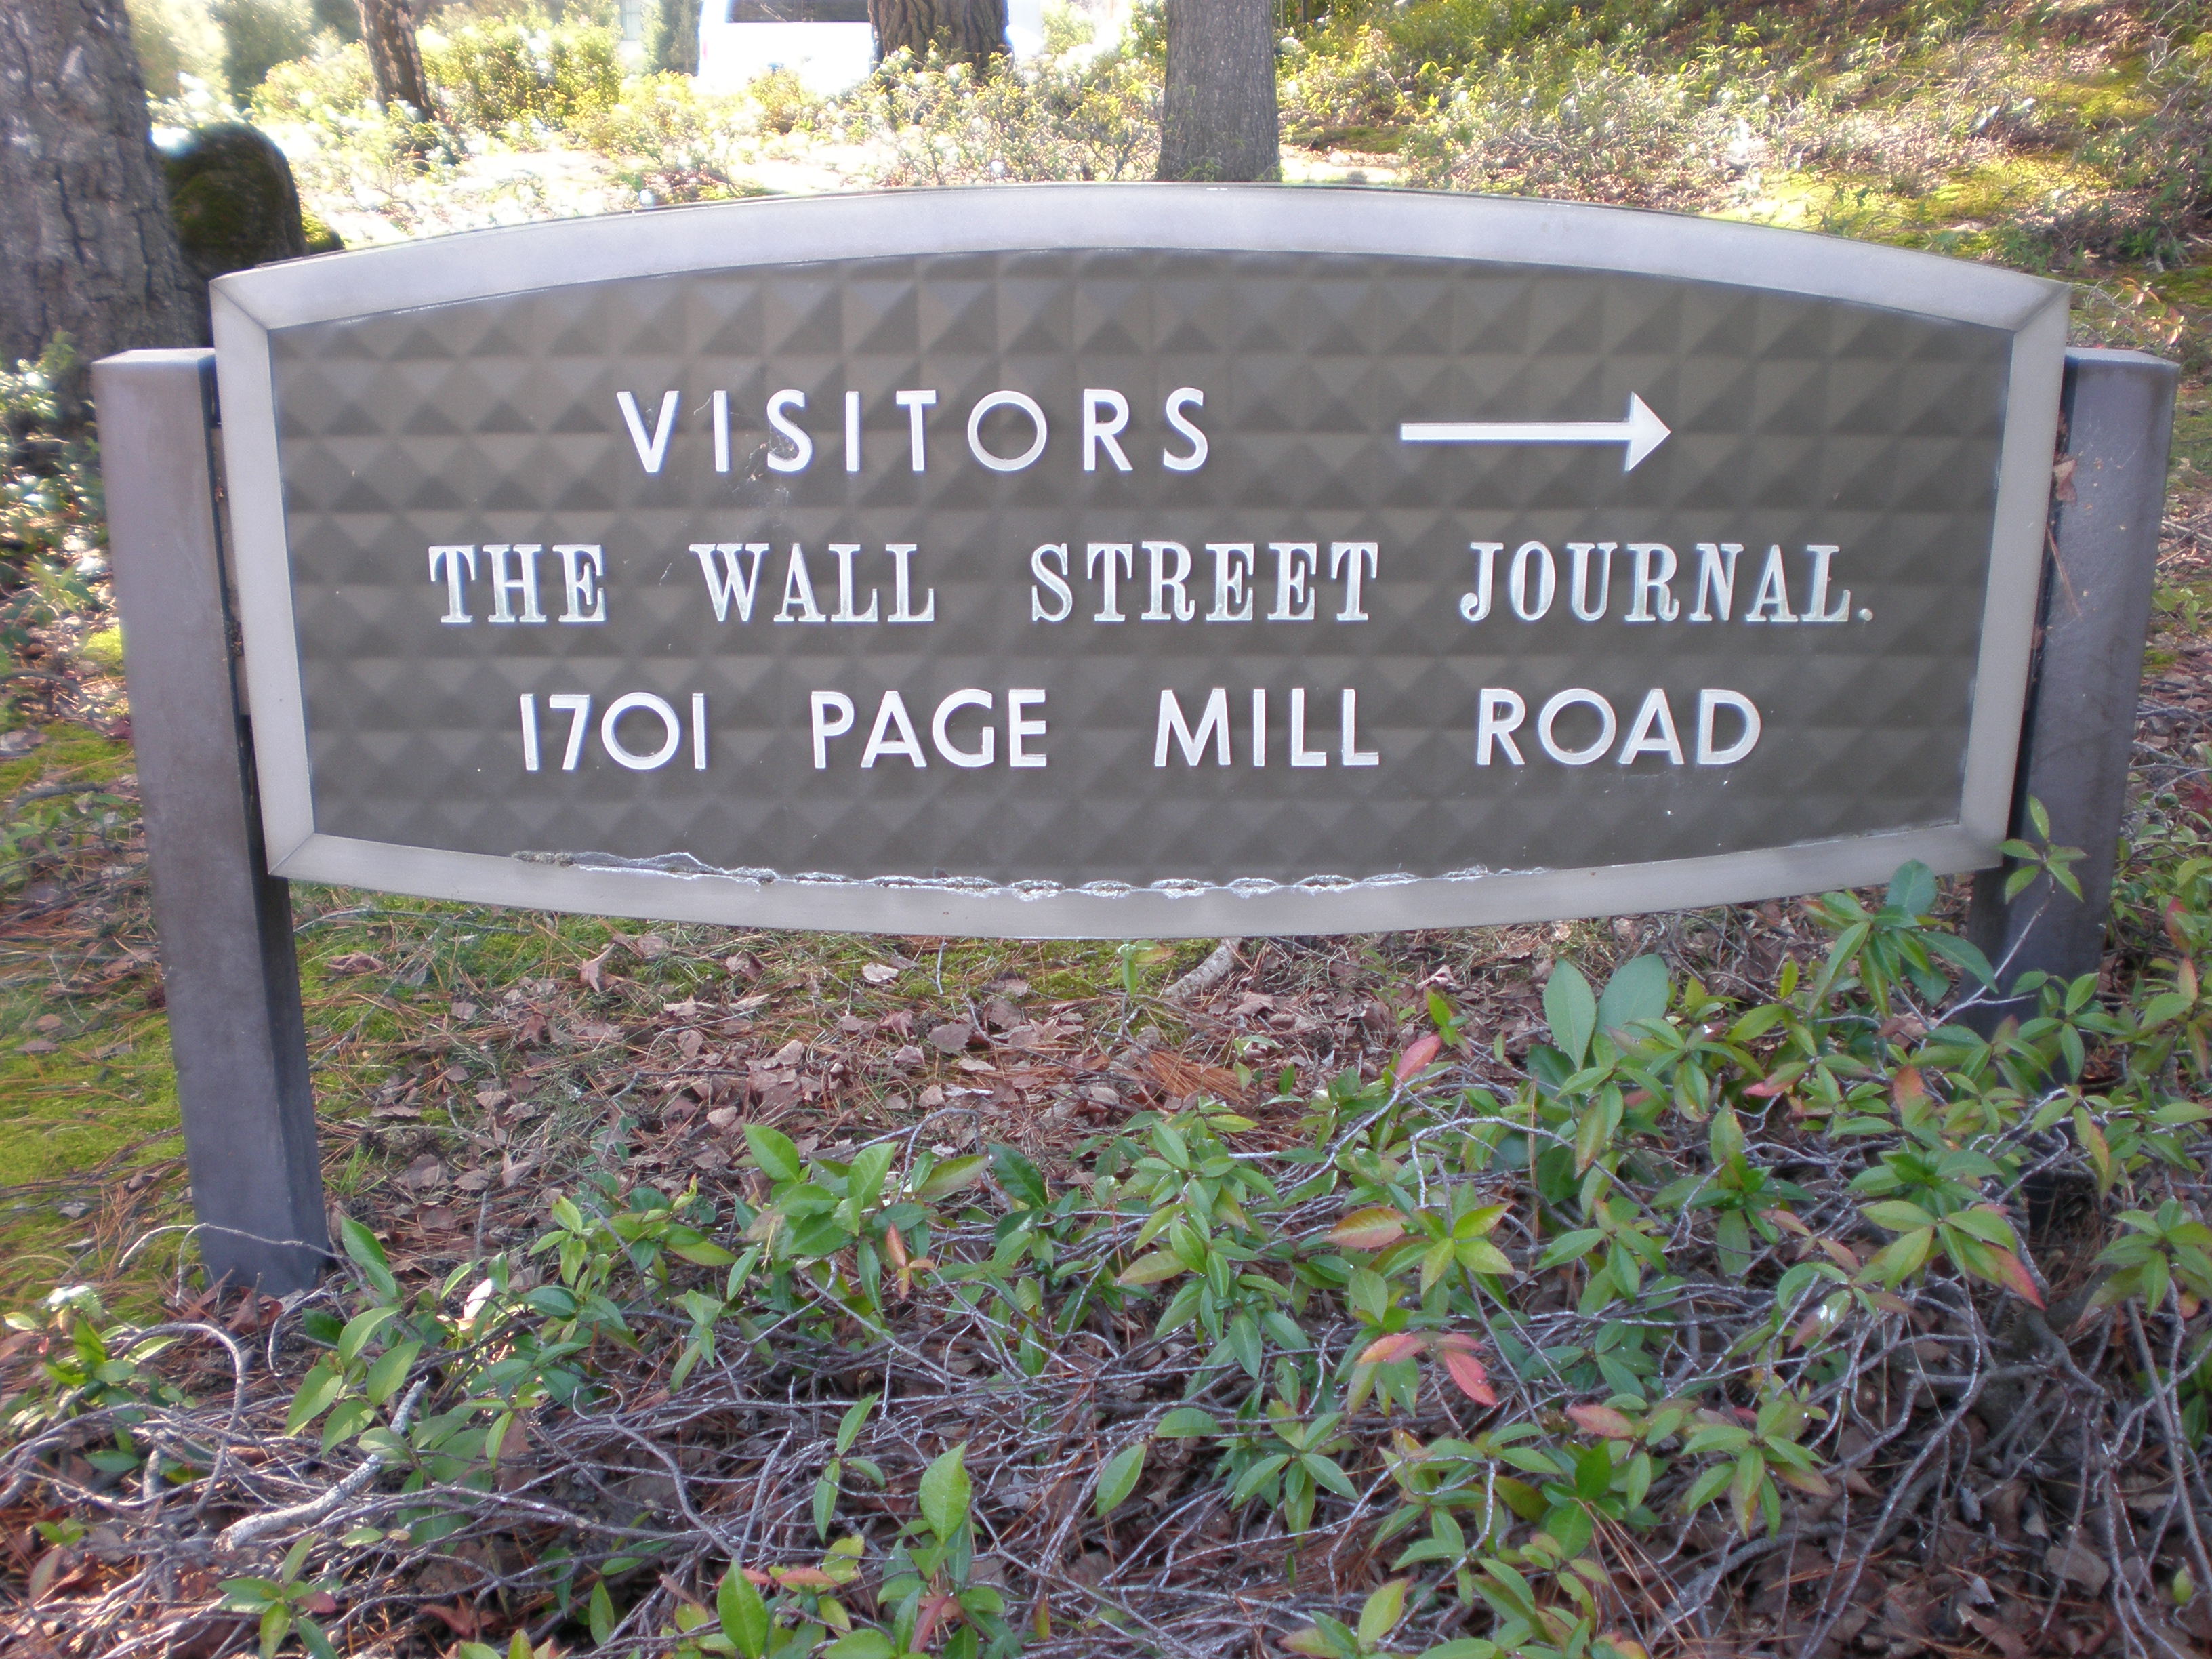 VISITORS →
THE WALL STREET JOURNAL.
1701 PAGE MILL ROAD